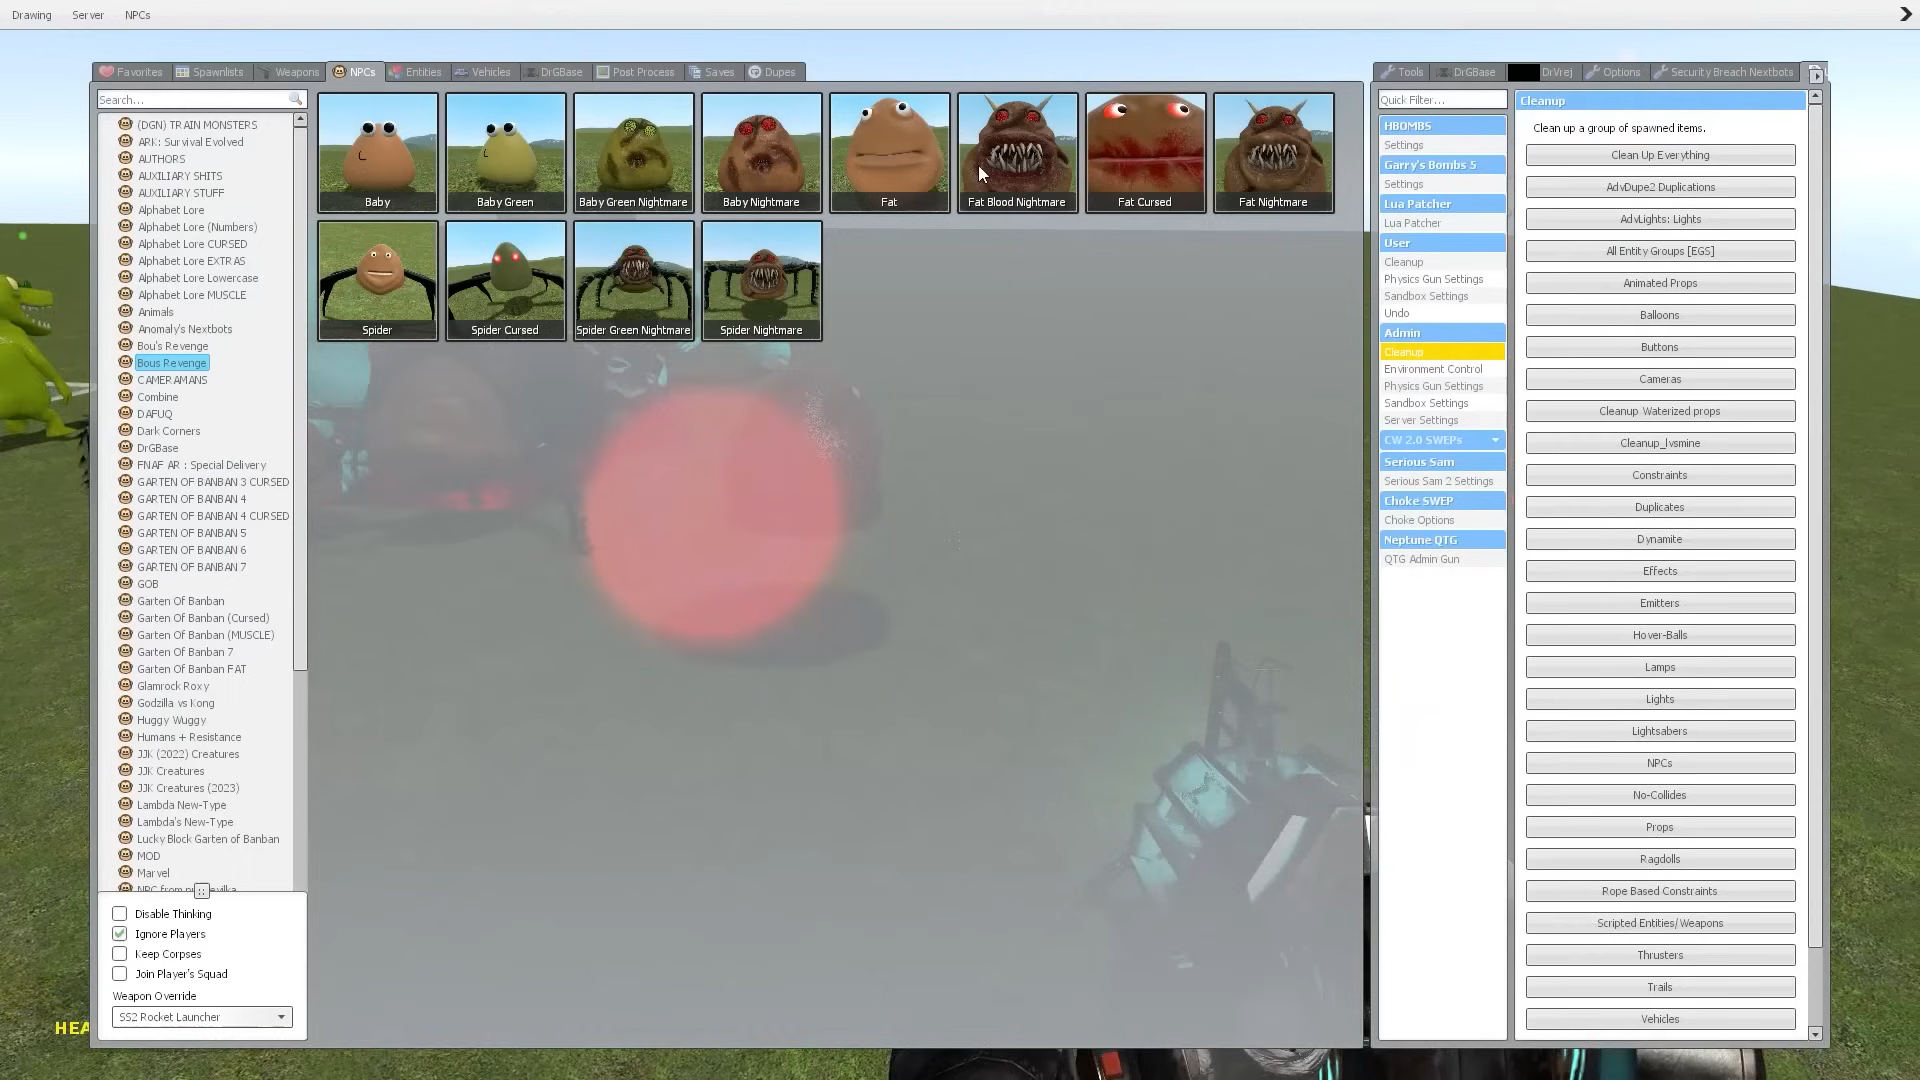 Drawing
Server
NPCs
Favorites
Spawnlists
Weapons
NPCs
Entities
Vehicles
DrGBase
Post Process
Saves
Dupes
Search...
(DGN) TRAIN MONSTERS
ARK: Survival Evolved
AUTHORS
AUXILIARY SHITS
AUXILIARY STUFF
Alphabet Lore
Alphabet Lore (Numbers)
Alphabet Lore CURSED
Alphabet Lore EXTRAS
Alphabet Lore Lowercase
Alphabet Lore MUSCLE
Animals
Anomaly's Nextbots
Bou's Revenge
Bous Revenge
CAMERAMANS
Combine
DAFUQ
Dark Corners
DrGBase
FNAF AR : Special Delivery
GARTEN OF BANBAN 3 CURSED
GARTEN OF BANBAN 4
GARTEN OF BANBAN 4 CURSED
GARTEN OF BANBAN 5
GARTEN OF BANBAN 6
GARTEN OF BANBAN 7
GOB
Garten Of Banban
Garten Of Banban (Cursed)
Garten Of Banban (MUSCLE)
Garten Of Banban 7
Garten Of Banban FAT
Glamrock Roxy
Godzilla vs Kong
Huggy Wuggy
Humans + Resistance
JJK (2022) Creatures
JJK Creatures
JJK Creatures (2023)
Lambda New-Type
Lambda's New-Type
Lucky Block Garten of Banban
MOD
Marvel
NPC from
Disable Thinking
Ignore Players
Keep Corpses
Join Player's Squad
Weapon Override
SS2 Rocket Launcher
HEA
Baby
Baby Green
Baby Green Nightmare
Baby Nightmare
Fat
Fat Blood Nightmare
Fat Cursed
Fat Nightmare
Spider
Spider Cursed
Spider Green Nightmare
Spider Nightmare
Tools
DrGBase
DrVrej
Options
Security Breach Nextbots
Quick Filter...
HBOMBS
Settings
Garry's Bombs 5
Settings
Lua Patcher
Lua Patcher
User
Cleanup
Physics Gun Settings
Sandbox Settings
Undo
Admin
Cleanup
Environment Control
Physics Gun Settings
Sandbox Settings
Server Settings
CW 2.0 SWEPs
Serious Sam
Serious Sam 2 Settings
Choke SWEP
Choke Options
Neptune QTG
QTG Admin Gun
Cleanup
Clean up a group of spawned items.
Clean Up Everything
AdvDupe2 Duplications
AdvLights: Lights
All Entity Groups [EGS]
Animated Props
Balloons
Buttons
Cameras
Cleanup Waterized props
Cleanup_lvsmine
Constraints
Duplicates
Dynamite
Effects
Emitters
Hover-Balls
Lamps
Lights
Lightsabers
NPCs
No-Collides
Props
Ragdolls
Rope Based Constraints
Scripted Entities/Weapons
Thrusters
Trails
Vehicles